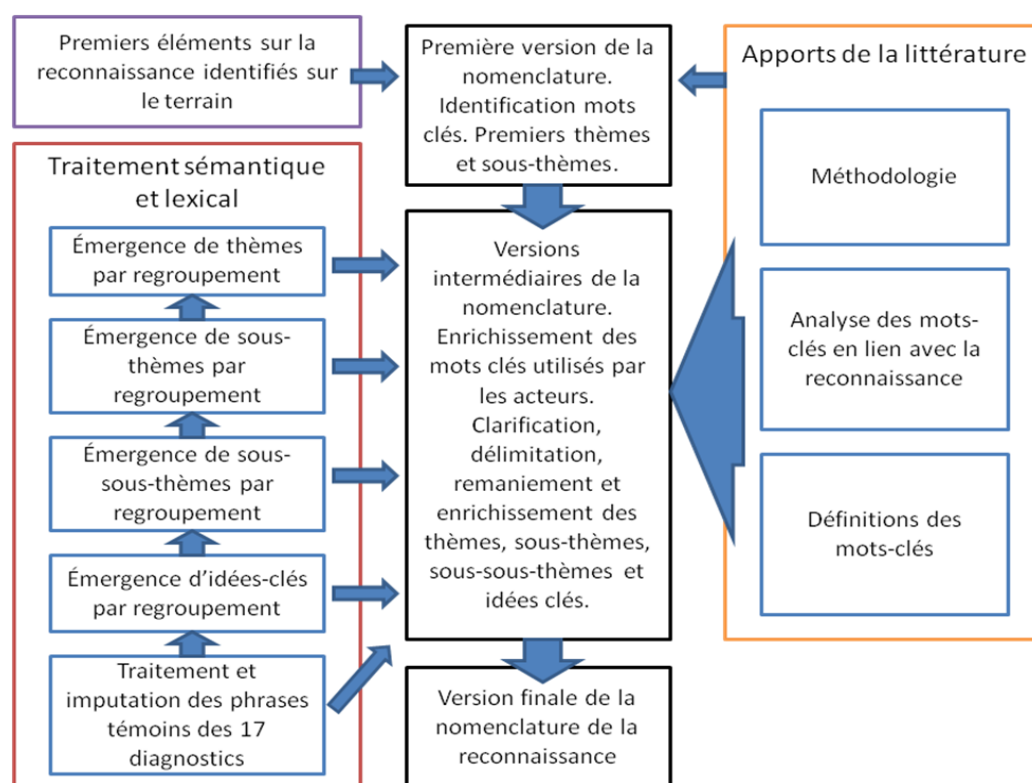 Premiers éléments sur la
reconnaissance identifiés sur
le terrain
Première version de la
nomenclature.
Identification mots
clés. Premiers thèmes
et sous-thèmes.
Apports de la littérature
Méthodologie
Analyse des mots-
clés en lien avec la
reconnaissance
Définitions des
mots-clés
Traitement sémantique
et lexical
Émergence de thèmes
par regroupement
Émergence de sous-
thèmes par
regroupement
Émergence de sous-
sous-thèmes par
regroupement
Émergence d'idées-clés
par regroupement
Traitement et
imputation des phrases
témoins des 17
diagnostics
Versions
intermédiaires de la
nomenclature.
Enrichissement des
mots clés utilisés par
les acteurs.
Clarification,
délimitation,
remaniement et
enrichissement des
thèmes, sous-thèmes,
sous-sous-thèmes et
idées clés.
Version finale de la
nomenclature de la
reconnaissance